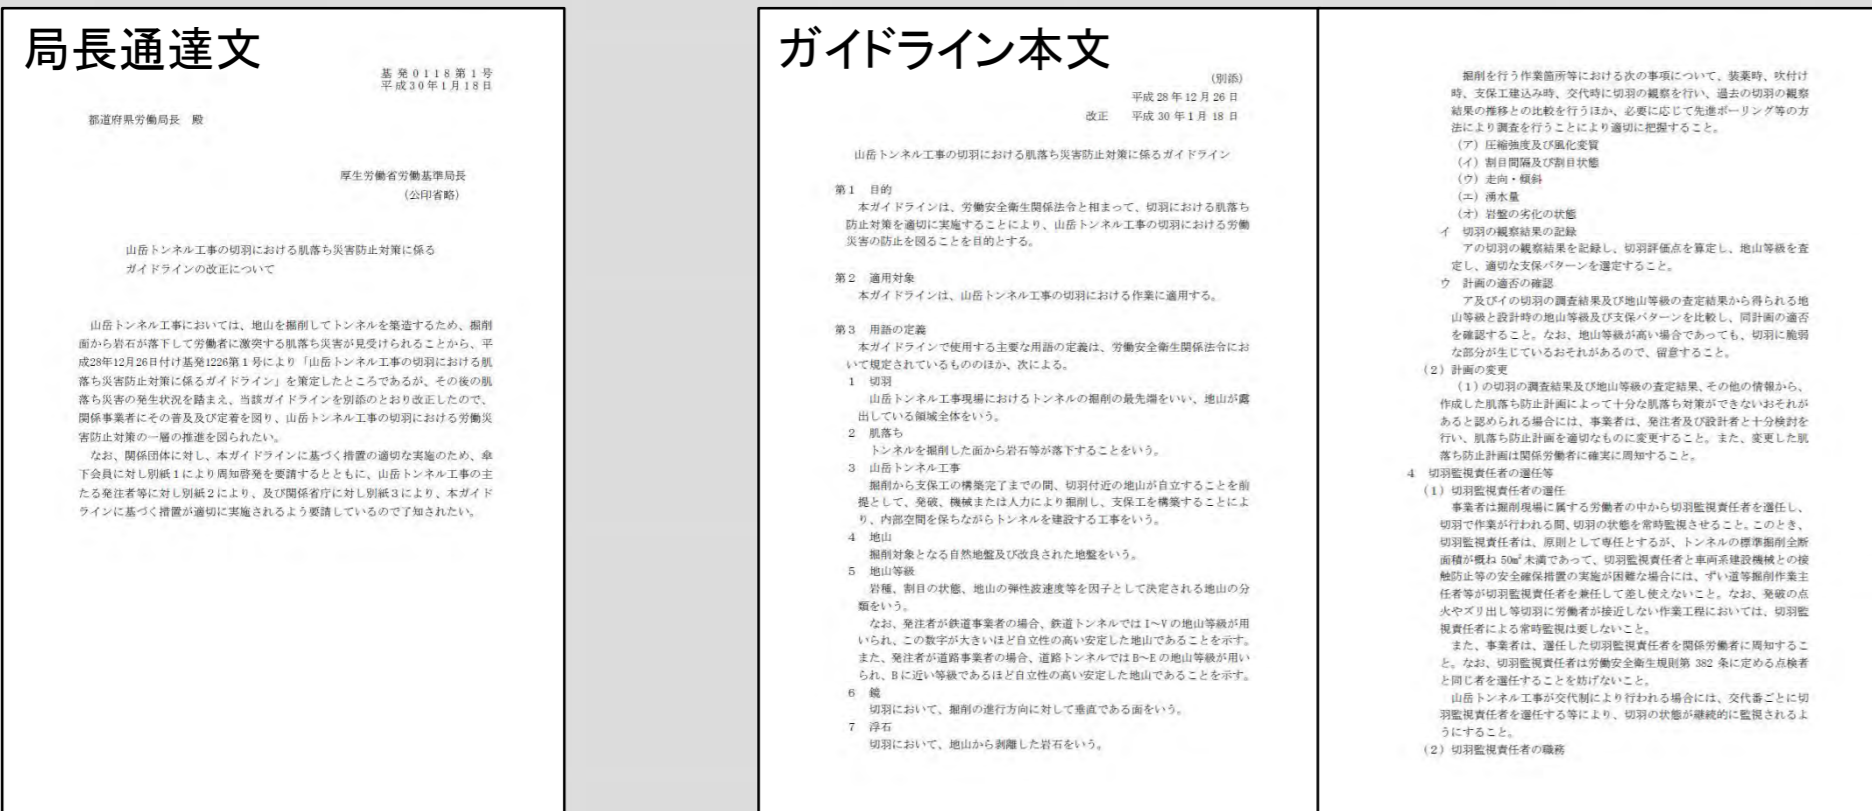 局長通達文
基発0118第1号
平成30年1月18日
都道府県労働局長 殿
厚生労働省労働基準局長
(公印省略)
山岳トンネル工事の切羽における肌落ち災害防止対策に係る
ガイドラインの改正について
山岳トンネル工事においては、地山を掘削してトンネルを築造するため、掘削
面から岩石が落下して労働者に激突する肌落ち災害が見受けられることから、平
成28年12月26日付け基発1226第1号により「山岳トンネル工事の切羽における肌
落ち災害防止対策に係るガイドライン」を策定したところであるが、その後の肌
落ち災害の発生状況を踏まえ、当該ガイドラインを別添のとおり改正したので、
関係事業者にその普及及び定着を図り、山岳トンネル工事の切羽における労働災
害防止対策の一層の推進を図られたい。
なお、関係団体に対し、本ガイドラインに基づく措置の適切な実施のため、傘
下会員に対し別紙1により周知啓発を要請するとともに、山岳トンネル工事の主
たる発注者等に対し別紙2により、及び関係省庁に対し別紙3により、本ガイド
ラインに基づく措置が適切に実施されるよう要請しているので了知されたい。
ガイドライン本文
(別添)
平成28年12月26日
改正 平成30年1月18日
山岳トンネル工事の切羽における肌落ち災害防止対策に係るガイドライン
第1 目的
本ガイドラインは、労働安全衛生関係法令と相まって、切羽における肌落ち
防止対策を適切に実施することにより、山岳トンネル工事の切羽における労働
災害の防止を図ることを目的とする。
第2 適用対象
本ガイドラインは、山岳トンネル工事の切羽における作業に適用する。
第3 用語の定義
本ガイドラインで使用する主要な用語の定義は、労働安全衛生関係法令にお
いて規定されているもののほか、次による。
1 切羽
山岳トンネル工事現場におけるトンネルの掘削の最先端をいい、地山が露
出している領域全体をいう。
2 肌落ち
トンネルを掘削した面から岩石等が落下することをいう。
3 山岳トンネル工事
掘削から支保工の構築完了までの間、切羽付近の地山が自立することを前
提として、発破、機械または人力により掘削し、支保工を構築することによ
り、内部空間を保ちながらトンネルを建設する工事をいう。
4 地山
掘削対象となる自然地盤及び改良された地盤をいう。
5 地山等級
岩種、割目の状態、地山の弾性波速度等を因子として決定される地山の分
類をいう。
なお、発注者が鉄道事業者の場合、鉄道トンネルではI～Vの地山等級が用
いられ、この数字が大きいほど自立性の高い安定した地山であることを示す。
また、発注者が道路事業者の場合、道路トンネルではB～Eの地山等級が用い
られ、Bに近い等級であるほど自立性の高い安定した地山であることを示す。
6 鏡
切羽において、掘削の進行方向に対して垂直である面をいう。
7 浮石
切羽において、地山から剥離した岩石をいう。
掘削を行う作業箇所等における次の事項について、装薬時、吹付け
時、支保工建込み時、交代時に切羽の観察を行い、過去の切羽の観察
結果の推移との比較を行うほか、必要に応じて先進ボーリング等の方
法により調査を行うことにより適切に把握すること。
(ア) 圧縮強度及び風化変質
(イ) 割目間隔及び割目状態
(ウ) 走向・傾斜
(エ) 湧水量
(オ) 岩盤の劣化の状態
イ 切羽の観察結果の記録
アの切羽の観察結果を記録し、切羽評価点を算定し、地山等級を査
定し、適切な支保パターンを選定すること。
ウ 計画の適否の確認
ア及びイの切羽の調査結果及び地山等級の査定結果から得られる地
山等級と設計時の地山等級及び支保パターンを比較し、同計画の適否
を確認すること。なお、地山等級が高い場合であっても、切羽に脆弱
な部分が生じているおそれがあるので、留意すること。
(2) 計画の変更
(1)の切羽の調査結果及び地山等級の査定結果、その他の情報から、
作成した肌落ち防止計画によって十分な肌落ち対策ができないおそれが
あると認められる場合には、事業者は、発注者及び設計者と十分検討を
行い、肌落ち防止計画を適切なものに変更すること。また、変更した肌
落ち防止計画は関係労働者に確実に周知すること。
4 切羽監視責任者の選任等
(1) 切羽監視責任者の選任
事業者は掘削現場に属する労働者の中から切羽監視責任者を選任し、
切羽で作業が行われる間、切羽の状態を常時監視させること。このとき、
切羽監視責任者は、原則として専任とするが、トンネルの標準掘削全断
面積が概ね 50㎡未満であって、切羽監視責任者と車両系建設機械との接
触防止等の安全確保措置の実施が困難な場合には、ずい道等掘削作業主
任者等が切羽監視責任者を兼任して差し使えないこと。なお、発破の点
火やズリ出し等切羽に労働者が接近しない作業工程においては、切羽監
視責任者による常時監視は要しないこと。
また、事業者は、選任した切羽監視責任者を関係労働者に周知するこ
と。なお、切羽監視責任者は労働安全衛生規則第 382 条に定める点検者
と同じ者を選任することを妨げないこと。
山岳トンネル工事が交代制により行われる場合には、交代番ごとに切
羽監視責任者を選任する等により、切羽の状態が継続的に監視されるよ
うにすること。
(2) 切羽監視責任者の職務